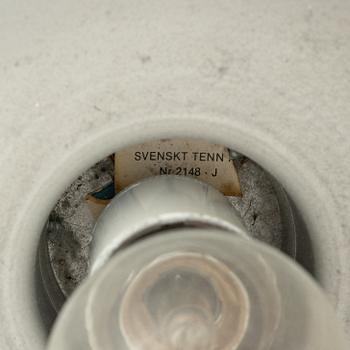 SVENSKT TENN
Nr 2148 · J